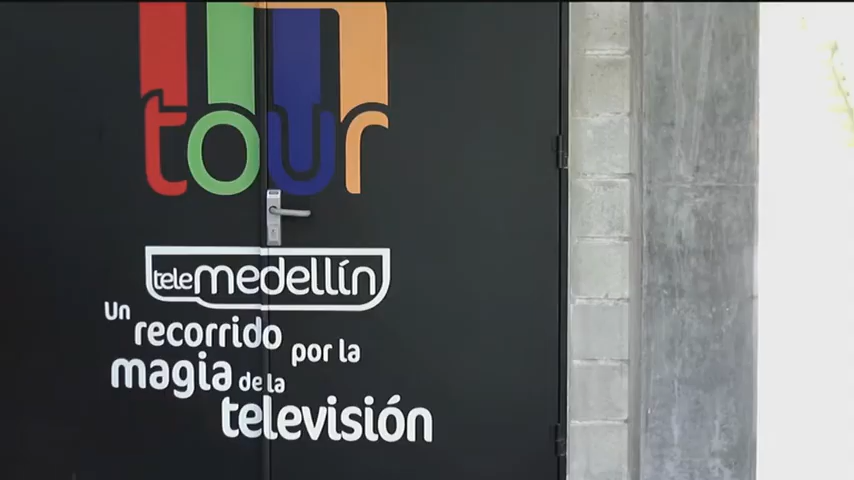 tour
telemedellín
Un
recorrido por la
magia de la
televisión